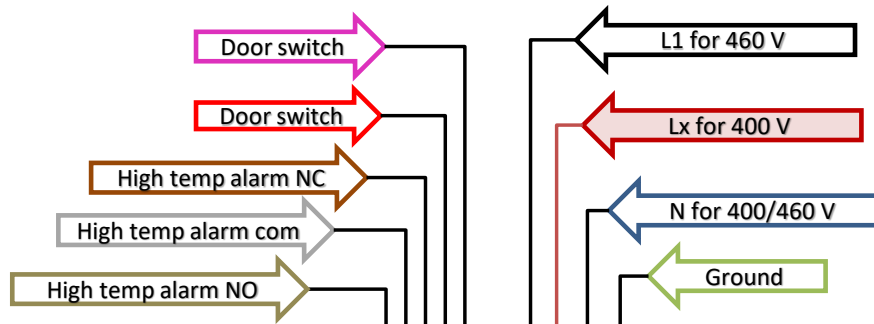 Door switch
Door switch
High temp alarm NC
High temp alarm com
High temp alarm NO
L1 for 460 V
Lx for 400 V
N for 400/460 V
Ground